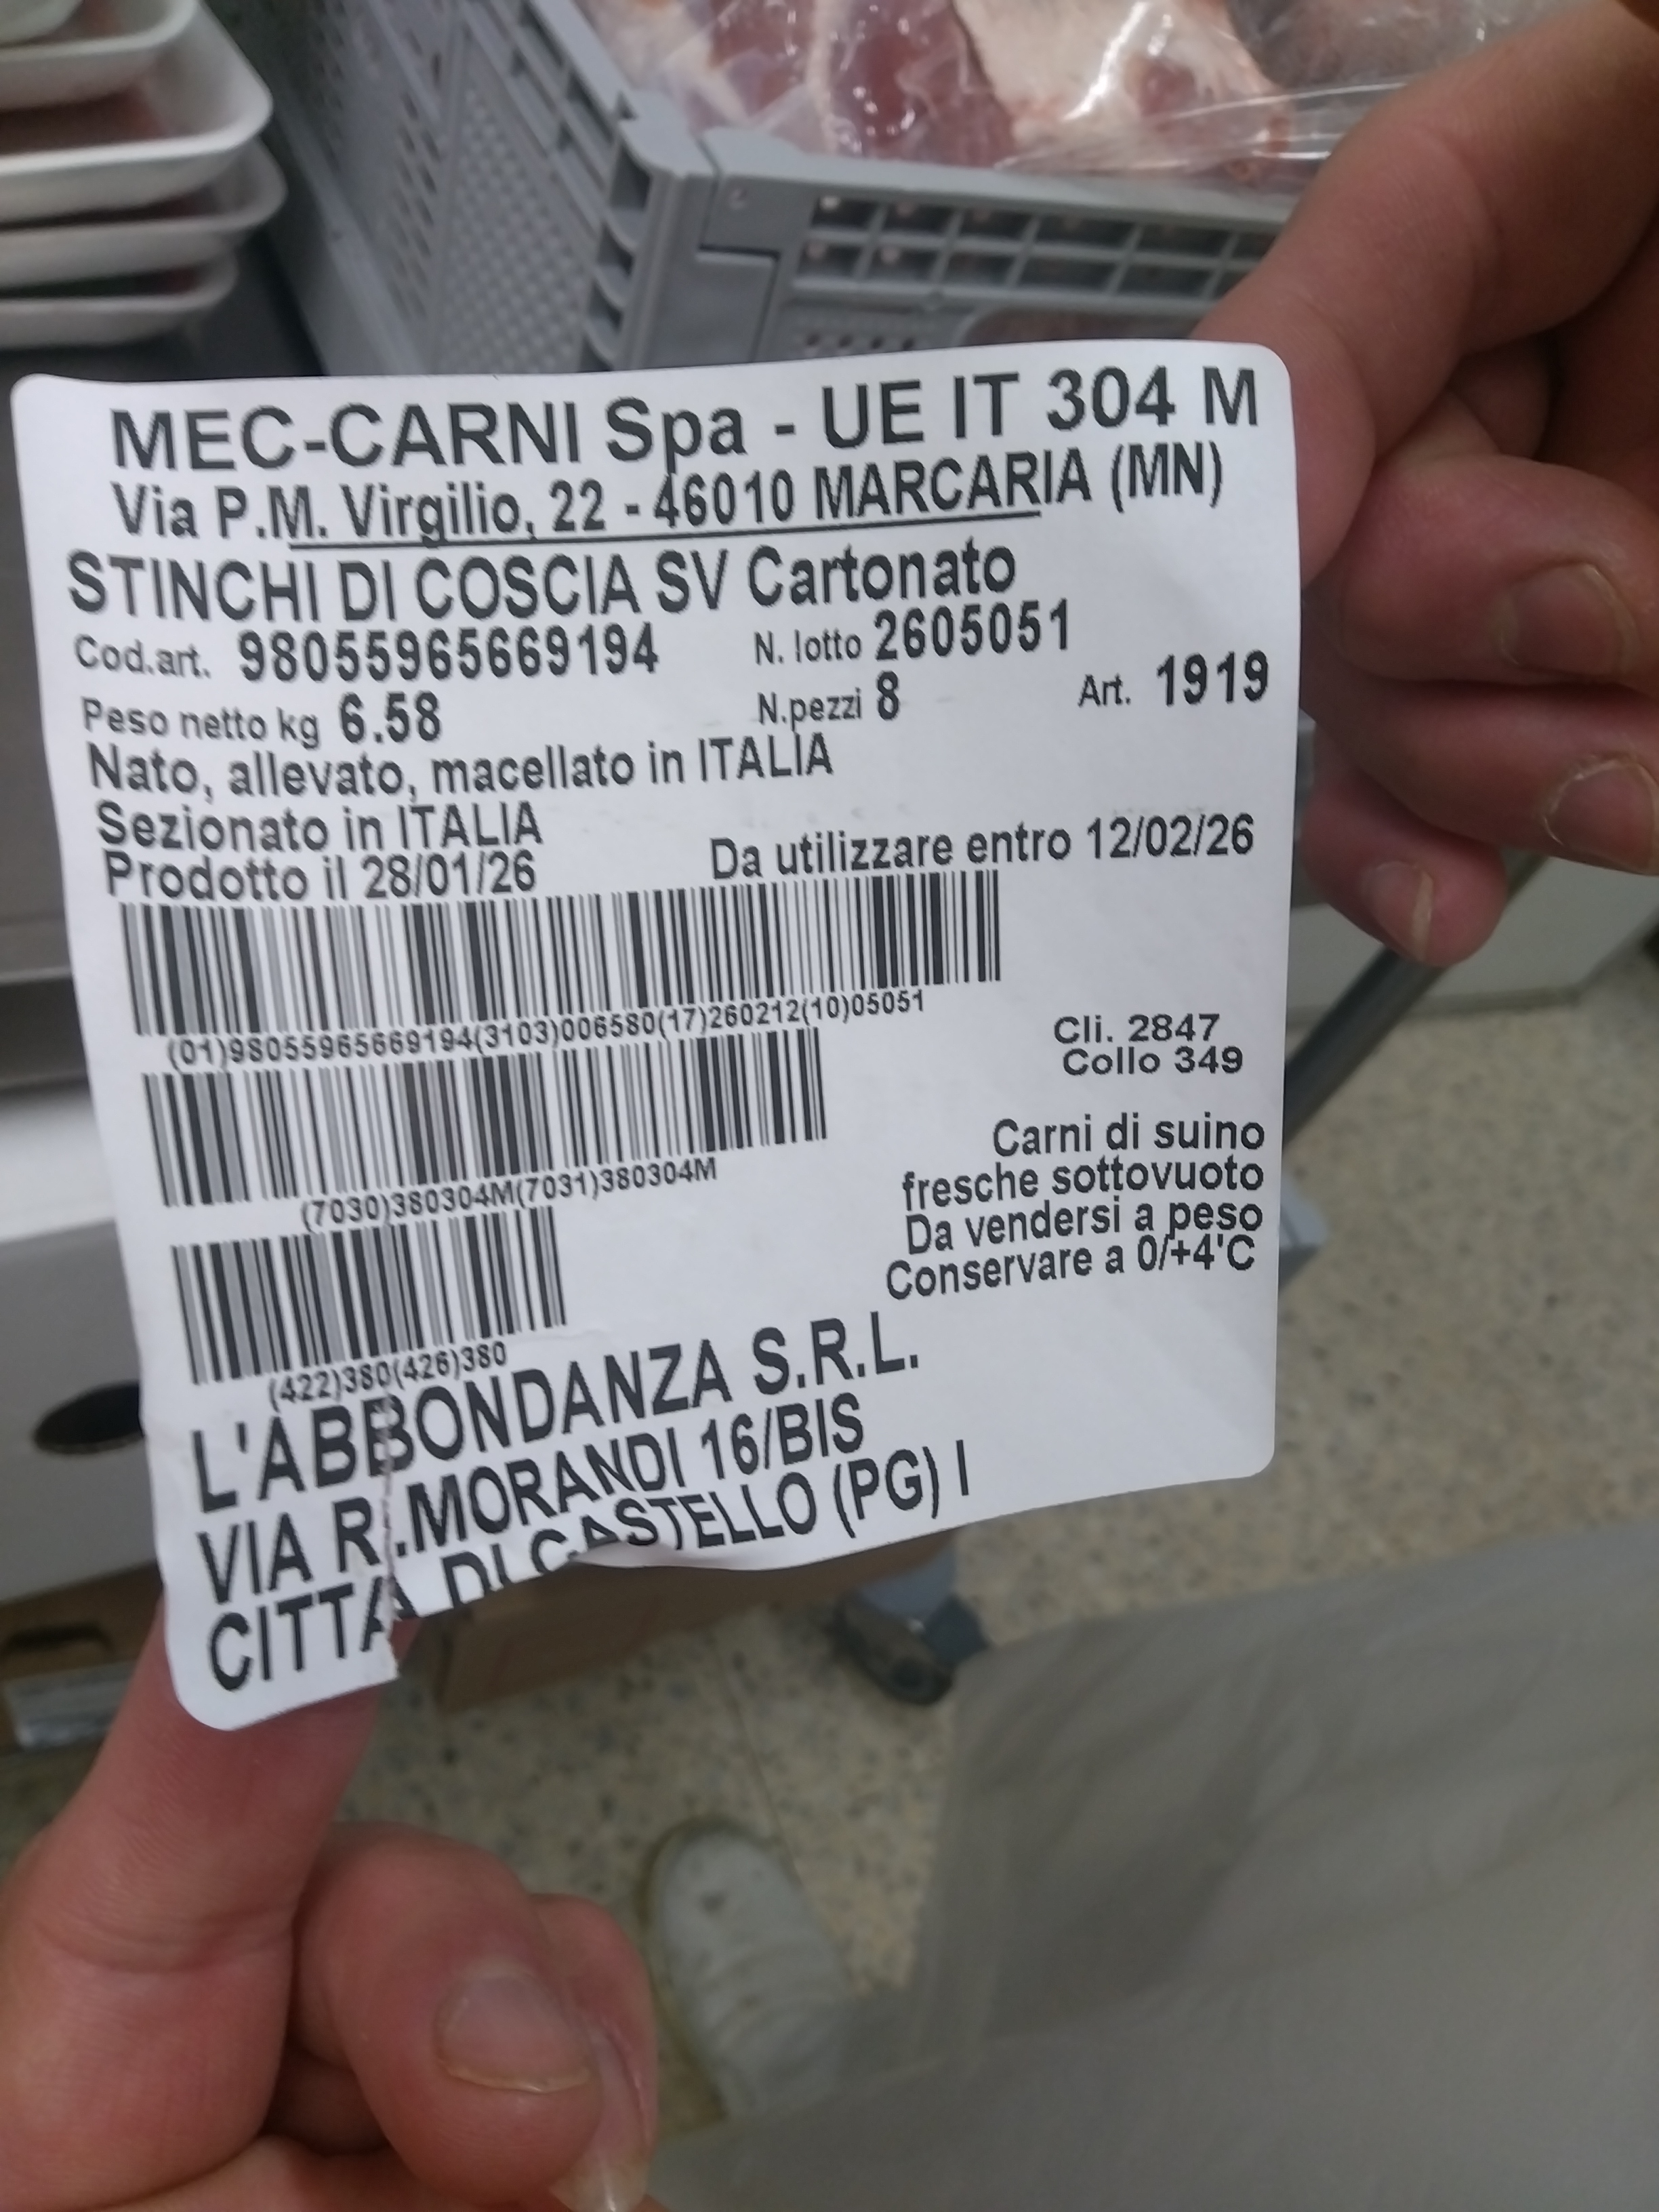 MEC-CARNI Spa - UE IT 304 M
Via P.M. Virgilio, 22 - 46010 MARCARIA (MN)
STINCHI DI COSCIA SV Cartonato
Cod.art. 98055965669194 N. lotto 2605051
Peso netto kg 6.58 N.pezzi 8 Art. 1919
Nato, allevato, macellato in ITALIA
Sezionato in ITALIA
Prodotto il 28/01/26 Da utilizzare entro 12/02/26
(01)98055965669194(3103)006580(17)260212(10)05051
Cli. 2847
Collo 349
(7030)380304M(7031)380304M
Carni di suino
fresche sottovuoto
Da vendersi a peso
Conservare a 0/+4'C
(422)380(426)380
L'ABBONDANZA S.R.L.
VIA R.MORANDI 16/BIS
CITTA DI CASTELLO (PG) I